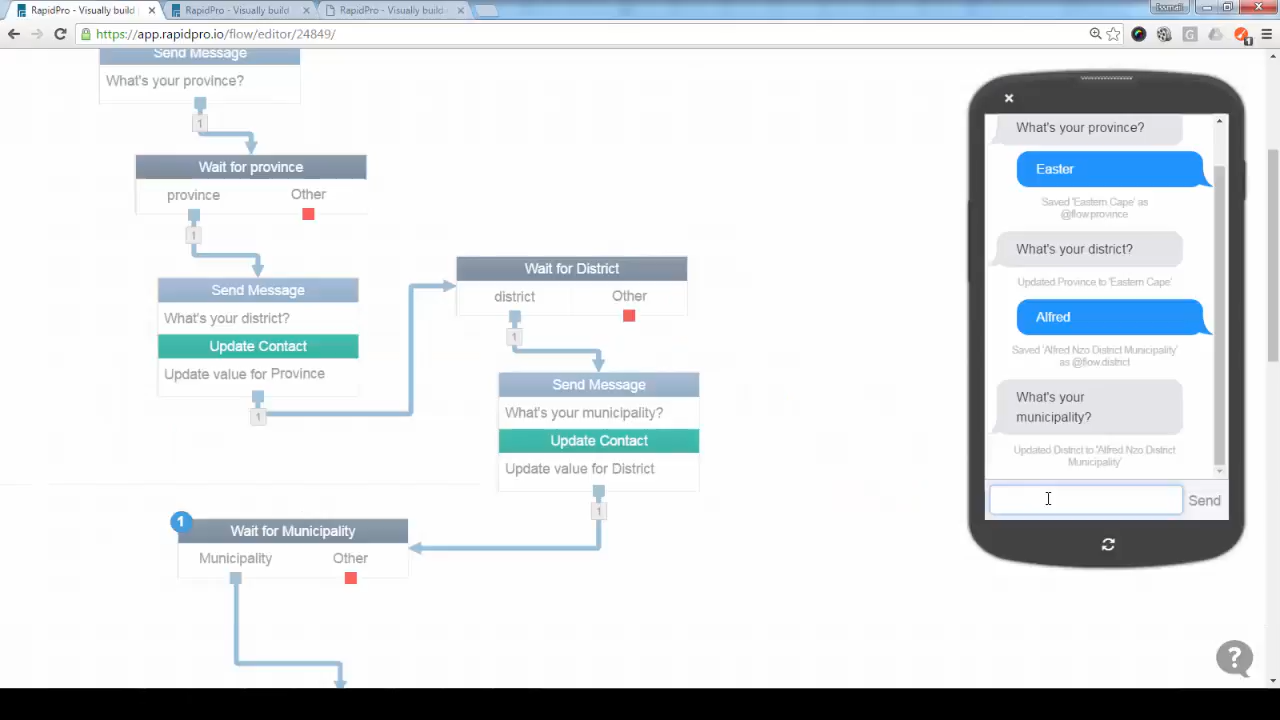 RapidPro - Visually build
RapidPro - Visually build
RapidPro - Visually build
Issmail
https://app.rapidpro.io/flow/editor/24849/
1
Send Message
What's your province?
1
Wait for province
province
Other
1
Send Message
What's your district?
Update Contact
Update value for Province
1
Wait for District
district
Other
1
Send Message
What's your municipality?
Update Contact
Update value for District
1
1
Wait for Municipality
Municipality
Other
What's your province?
Easter
Saved 'Eastern Cape' as
@flow.province
What's your district?
Updated Province to 'Eastern Cape'
Alfred
Saved 'Alfred Nzo District Municipality'
as @flow.district
What's your
municipality?
Updated District to 'Alfred Nzo District
Municipality'
Send
?